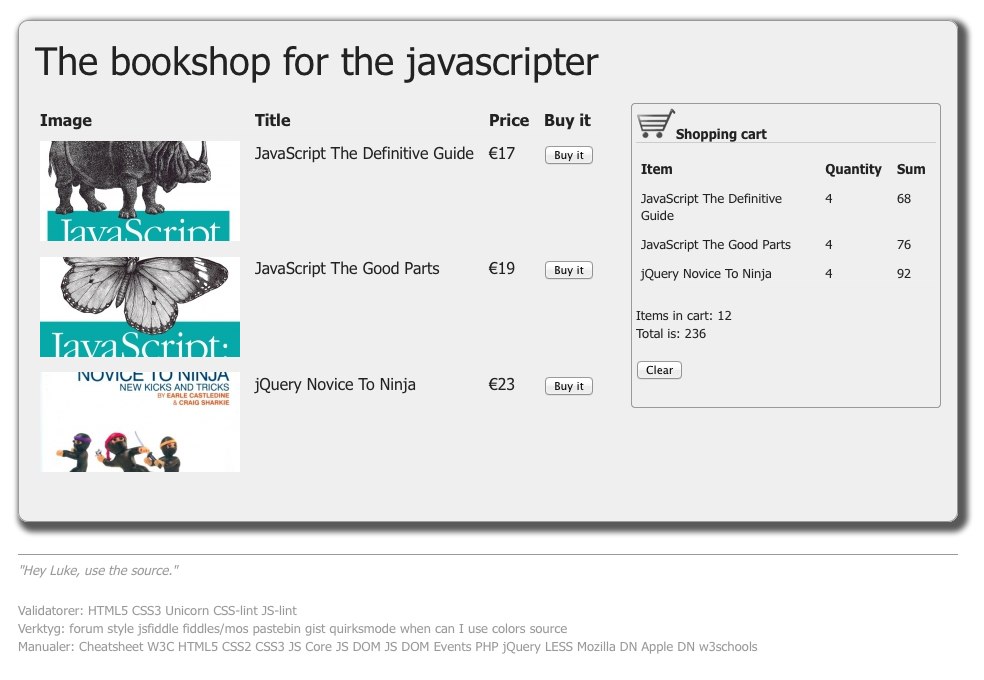 The bookshop for the javascripter
Image Title Price Buy it
JavaScript
JavaScript The Definitive Guide €17 Buy it
JavaScript:
JavaScript The Good Parts €19 Buy it
NOVICE TO NINJA
NEW KICKS AND TRICKS
BY EARLE CASTLEDINE
& CRAIG SHARKIE
jQuery Novice To Ninja €23 Buy it
Shopping cart
Item Quantity Sum
JavaScript The Definitive
Guide 4 68
JavaScript The Good Parts 4 76
jQuery Novice To Ninja 4 92
Items in cart: 12
Total is: 236
Clear
"Hey Luke, use the source."
Validatorer: HTML5 CSS3 Unicorn CSS-lint JS-lint
Verktyg: forum style jsfiddle fiddles/mos pastebin gist quirksmode when can I use colors source
Manualer: Cheatsheet W3C HTML5 CSS2 CSS3 JS Core JS DOM JS DOM Events PHP jQuery LESS Mozilla DN Apple DN w3schools